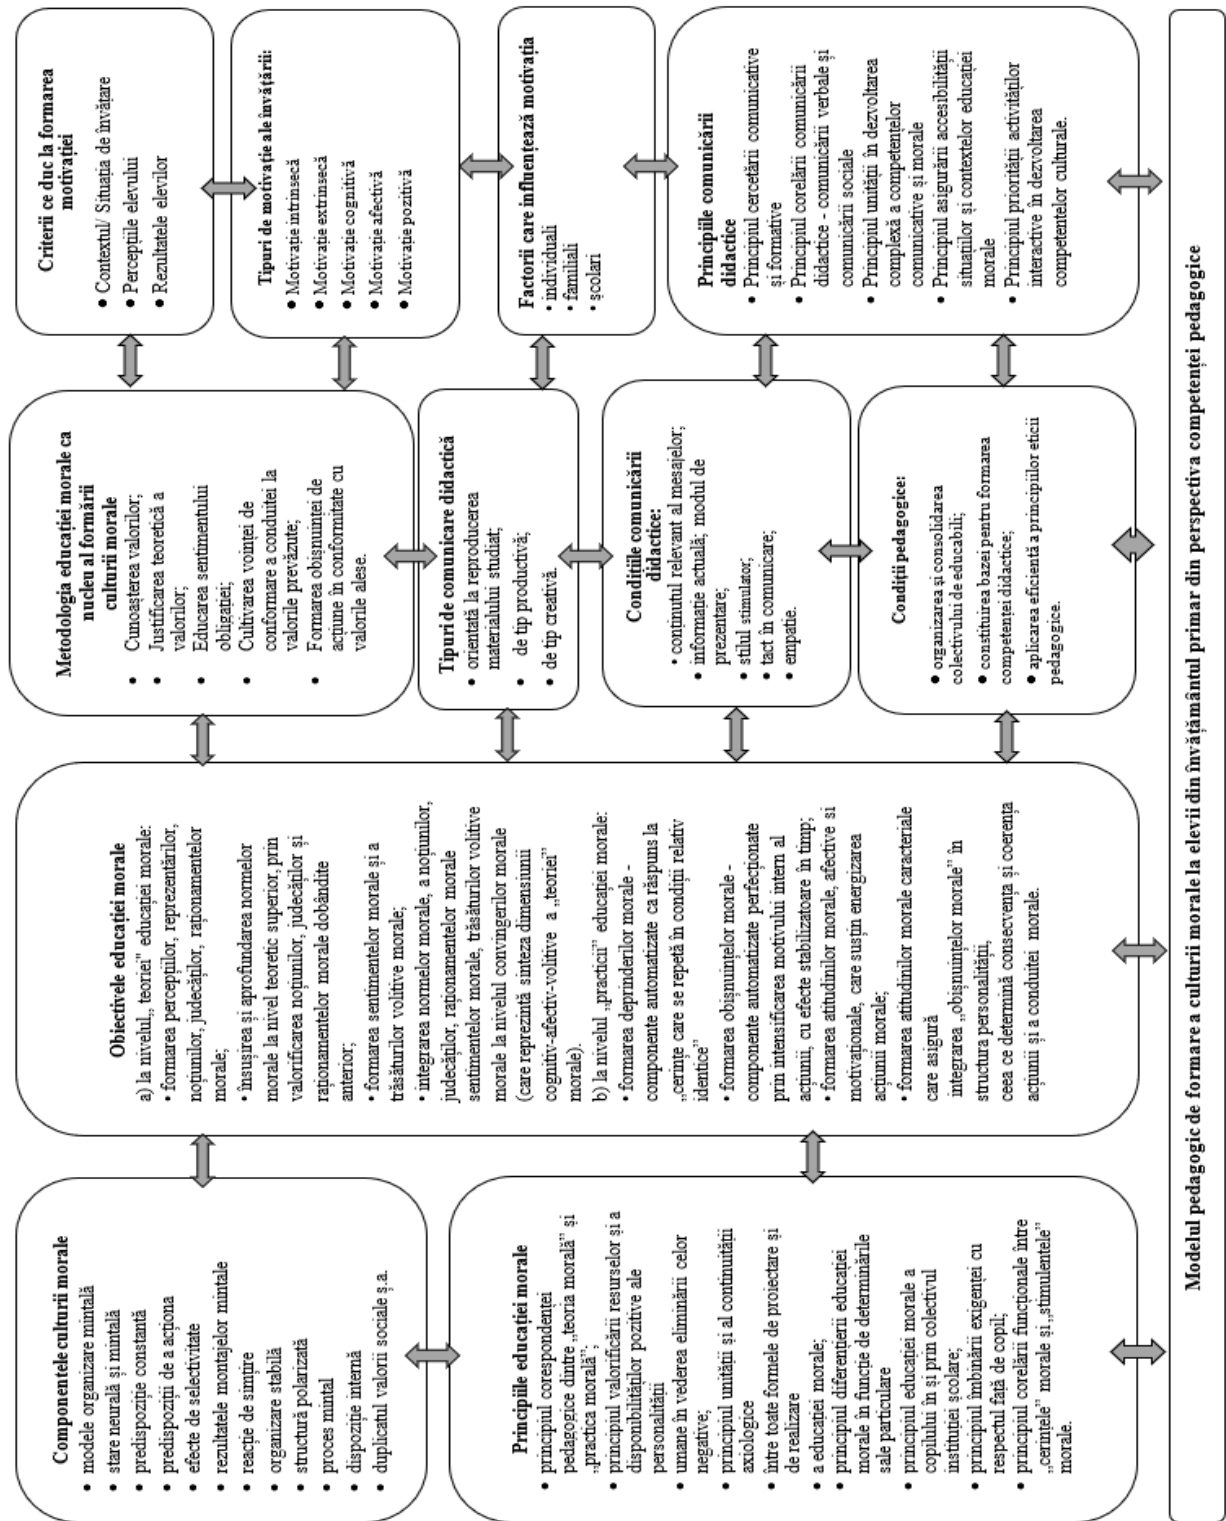 Componentele culturii morale
• modele organizare mintală
• stare neurală și mintală
• predispoziție constantă
• predispoziții de a acționa
• efecte de selectivitate
• rezultatele montajelor mintale
• reacție de simțire
• organizare stabilă
• structură polarizată
• proces mintal
• dispoziție internă
• duplicatul valorii sociale ș.a.
Principiile educației morale
• principiul corespondenței
pedagogice dintre „teoria morală” și
„practica morală”;
• principiul valorificării resurselor și a
disponibilităților pozitive ale
personalității
• umane în vederea eliminării celor
negative;
• principiul unității și al continuității
axiologice
• între toate formele de proiectare și
de realizare
• a educației morale;
• principiul diferențierii educației
morale în funcție de determinările
sale particulare
• principiul educației morale a
copilului în și prin colectivul
instituției școlare;
• principiul îmbinării exigenței cu
respectul față de copil;
• principiul corelării funcționale între
„cerințele” morale și „stimulentele”
morale.
Obiectivele educației morale
a) la nivelul„ teoriei” educației morale:
• formarea percepțiilor, reprezentărilor,
noțiunilor, judecăților, raționamentelor
morale;
• însușirea și aprofundarea normelor
morale la nivel teoretic superior, prin
valorificarea noțiunilor, judecăților și
raționamentelor morale dobândite
anterior;
• formarea sentimentelor morale și a
trăsăturilor volitive morale;
• integrarea normelor morale, a noțiunilor,
judecăților, raționamentelor morale
sentimentelor morale, trăsăturilor volitive
morale la nivelul convingerilor morale
(care reprezintă sinteza dimensiunii
cognitiv-afectiv-volitive a „teoriei”
morale).
b) la nivelul „practicii” educației morale:
• formarea deprinderilor morale -
componente automatizate ca răspuns la
„cerințe care se repetă în condiții relativ
identice”
• formarea obișnuințelor morale -
componente automatizate perfecționate
prin intensificarea motivului intern al
acțiunii, cu efecte stabilizatoare în timp;
• formarea atitudinilor morale, afective si
motivaționale, care susțin energizarea
acțiunii morale;
• formarea atitudinilor morale caracteriale
care asigură
integrarea „obișnuințelor morale” în
structura personalității,
ceea ce determină consecvența și coerența
acțiunii și a conduitei morale.
Metodologia educației morale ca
nucleu al formării
culturii morale
• Cunoașterea valorilor;
• Justificarea teoretică a
valorilor;
• Educarea sentimentului
obligației;
• Cultivarea voinței de
conformare a conduitei la
valorile prevăzute;
• Formarea obișnuinței de
acțiune în conformitate cu
valorile alese.
Tipuri de comunicare didactică
• orientată la reproducerea
materialului studiat;
• de tip productivă;
• de tip creativă.
Condițiile comunicării
didactice:
• conținutul relevant al mesajelor;
• informație actuală; modul de
prezentare;
• stilul stimulator;
• tact în comunicare;
• empatie.
Condiții pedagogice:
• organizarea și consolidarea
colectivului de educabili;
• constituirea bazei pentru formarea
competenței didactice;
• aplicarea eficientă a principiilor eticii
pedagogice.
Criterii ce duc la formarea
motivației
• Contextul/ Situația de învățare
• Percepțiile elevului
• Rezultatele elevilor
Tipuri de motivație ale învățării:
• Motivație intrinsecă
• Motivație extrinsecă
• Motivație cognitivă
• Motivație afectivă
• Motivație pozitivă
Factorii care influențează motivația
• individuali
• familiali
• școlari
Principiile comunicării
didactice
• Principiul cercetării comunicative
și formative
• Principiul corelării comunicării
didactice - comunicării verbale și
comunicării sociale
• Principiul unității în dezvoltarea
complexă a competențelor
comunicative și morale
• Principiul asigurării accesibilității
situațiilor și contextelor educației
morale
• Principiul priorității activităților
interactive în dezvoltarea
competentelor culturale.
Modelul pedagogic de formare a culturii morale la elevii din învățământul primar din perspectiva competenței pedagogice